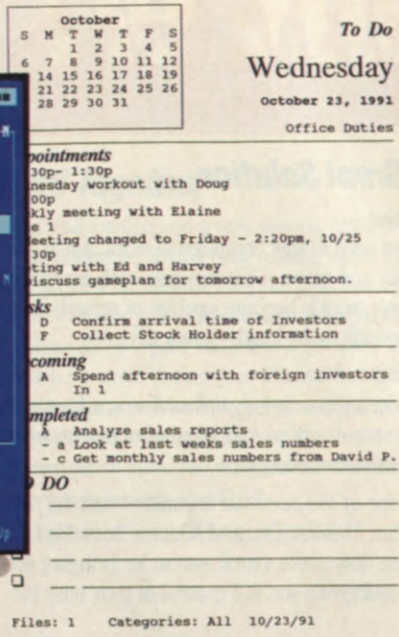 October
S M T W T F S
1 2 3 4 5
6 7 8 9 10 11 12
14 15 16 17 18 19
21 22 23 24 25 26
28 29 30 31
To Do
Wednesday
October 23, 1991
Office Duties
pointments
30p- 1:30p
nesday workout with Doug
00p
kly meeting with Elaine
e 1
eeting changed to Friday - 2:20pm, 10/25
30p
ting with Ed and Harvey
iscuss gameplan for tomorrow afternoon.
sks
D Confirm arrival time of Investors
F Collect Stock Holder information
coming
A Spend afternoon with foreign investors
In 1
mpleted
A Analyze sales reports
- a Look at last weeks sales numbers
- c Get monthly sales numbers from David P.
O DO
Up
Files: 1 Categories: All 10/23/91